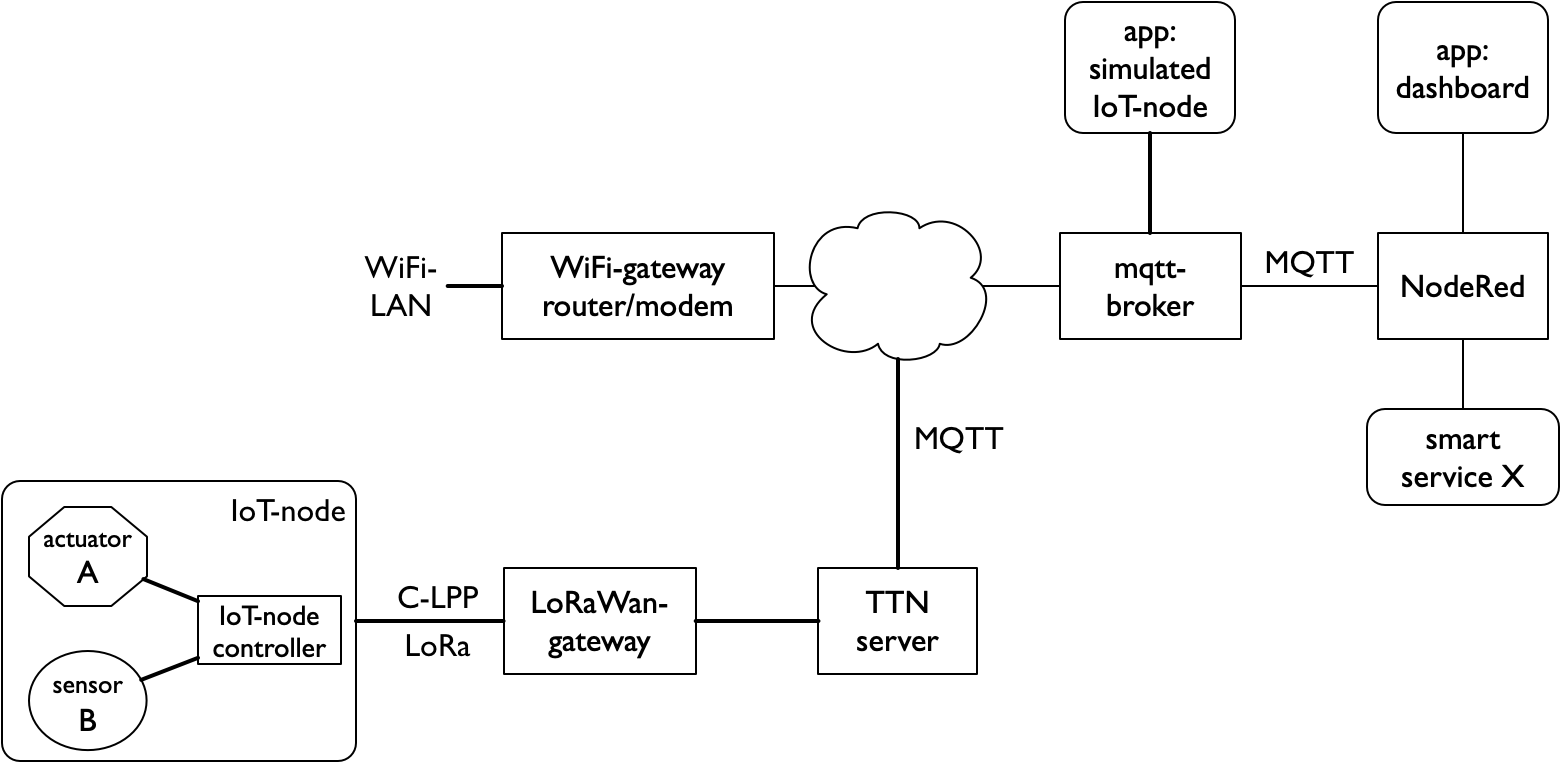 app:
simulated
IoT-node
app:
dashboard
WiFi-
LAN
WiFi-gateway
router/modem
mqtt-
broker
MQTT
NodeRed
MQTT
smart
service X
IoT-node
actuator
A
IoT-node
controller
sensor
B
C-LPP
LoRa
LoRaWan-
gateway
TTN
server